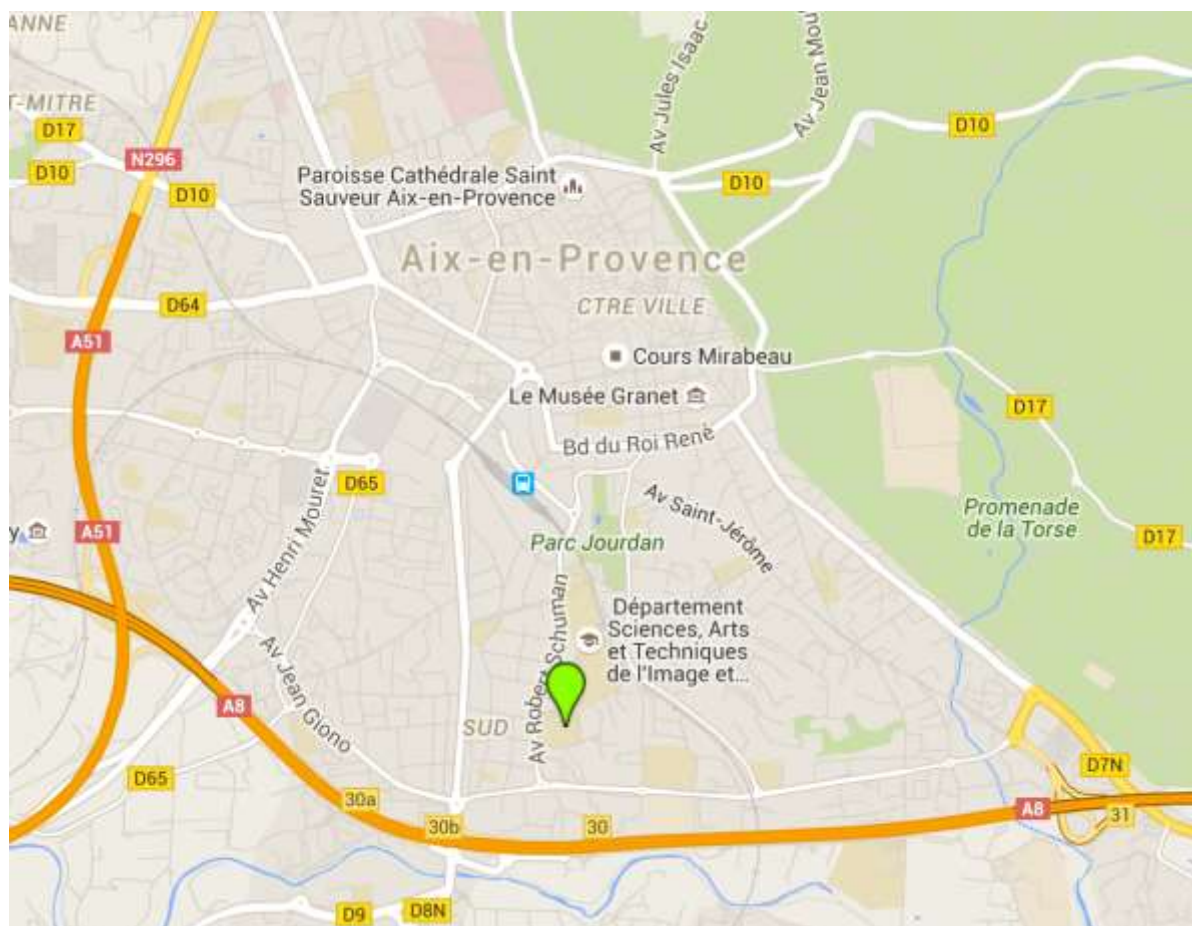 ANNE
T-MITRE
D17
N296
D10
D10
Av Jules Isaac
Av Jean Mou
D10
D10
Paroisse Cathédrale Saint
Sauveur Aix-en-Provence
Aix-en-Provence
CTRE VILLE
D64
A51
Cours Mirabeau
Le Musée Granet
D17
Bd du Roi René
D65
Av Henri Mouret
Av Saint-Jérôme
Promenade
de la Torse
A51
y
Parc Jourdan
D17
Av Robert Schuman
Département
Sciences, Arts
et Techniques
de l'Image et...
Av Jean Giono
A8
SUD
D65
D7N
30a
30b
30
A8
31
D9
D8N